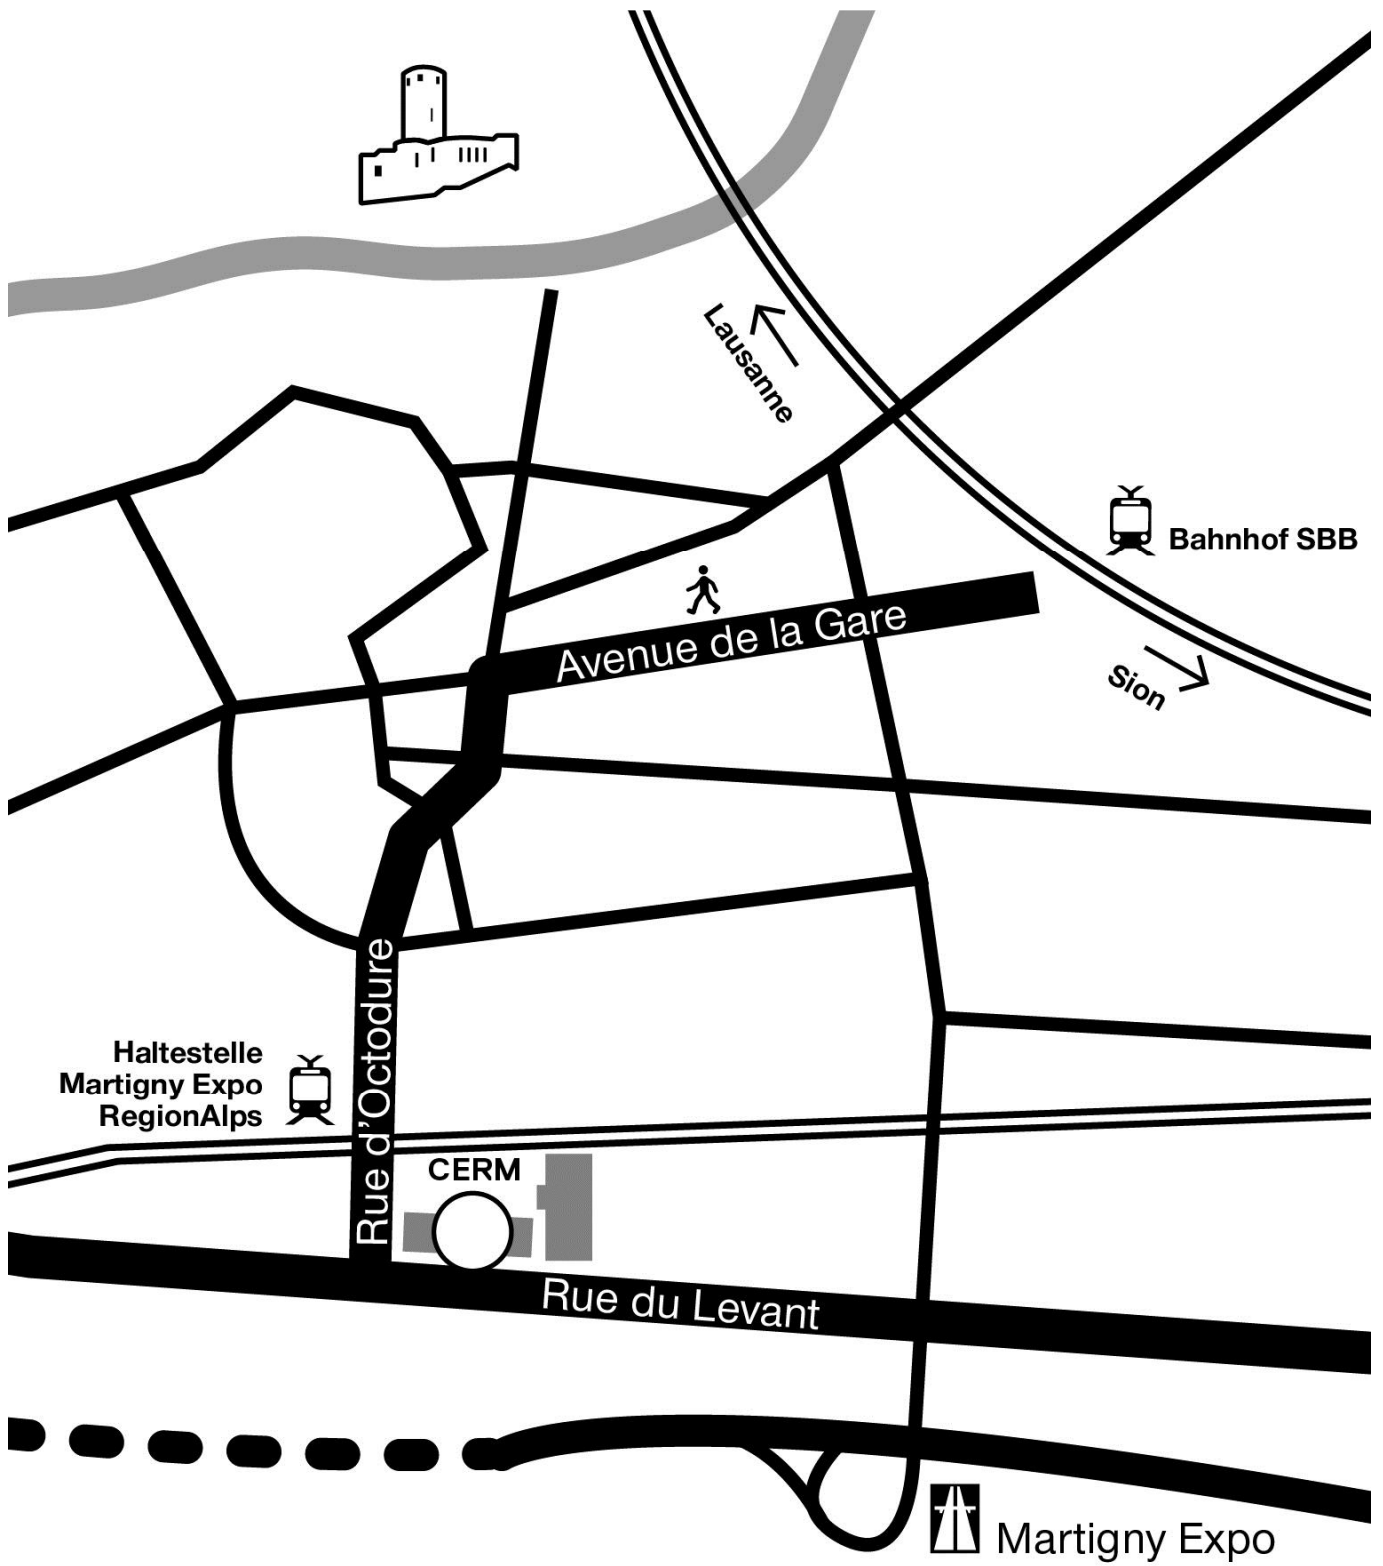 Lausanne
Bahnhof SBB
Avenue de la Gare
Sion
Rue d'Octodure
Haltestelle
Martigny Expo
RegionAlps
CERM
Rue du Levant
Martigny Expo